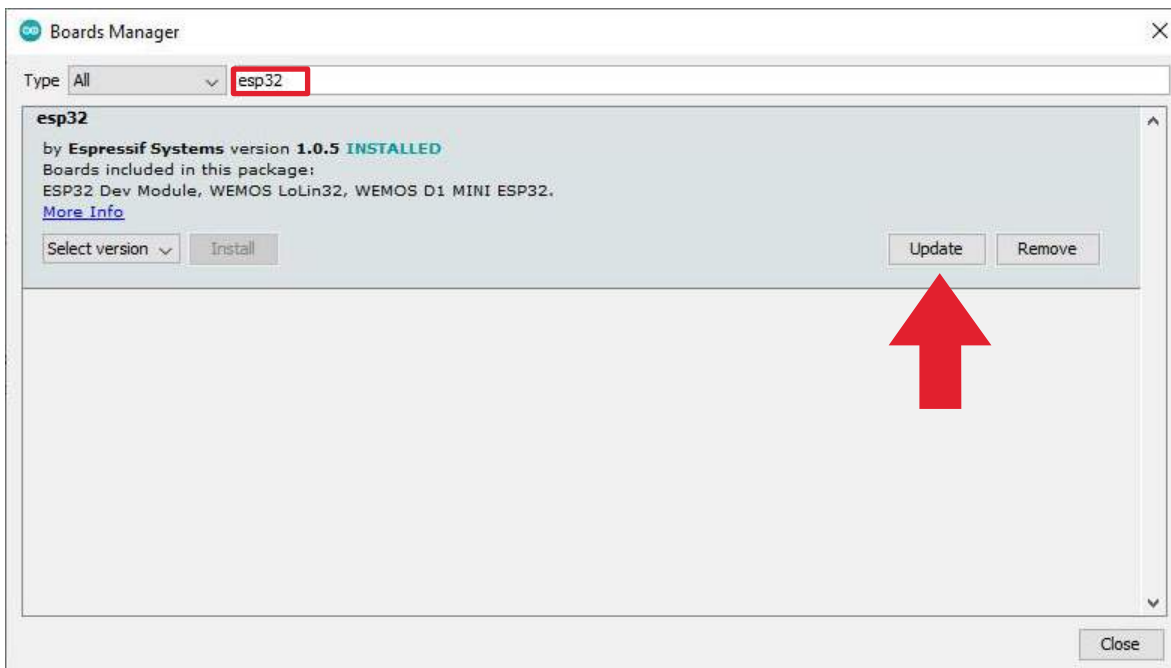 Boards Manager
Type All esp32
esp32
by Espressif Systems version 1.0.5 INSTALLED
Boards included in this package:
ESP32 Dev Module, WEMOS LoLin32, WEMOS D1 MINI ESP32.
More Info
Select version Install Update Remove
Close